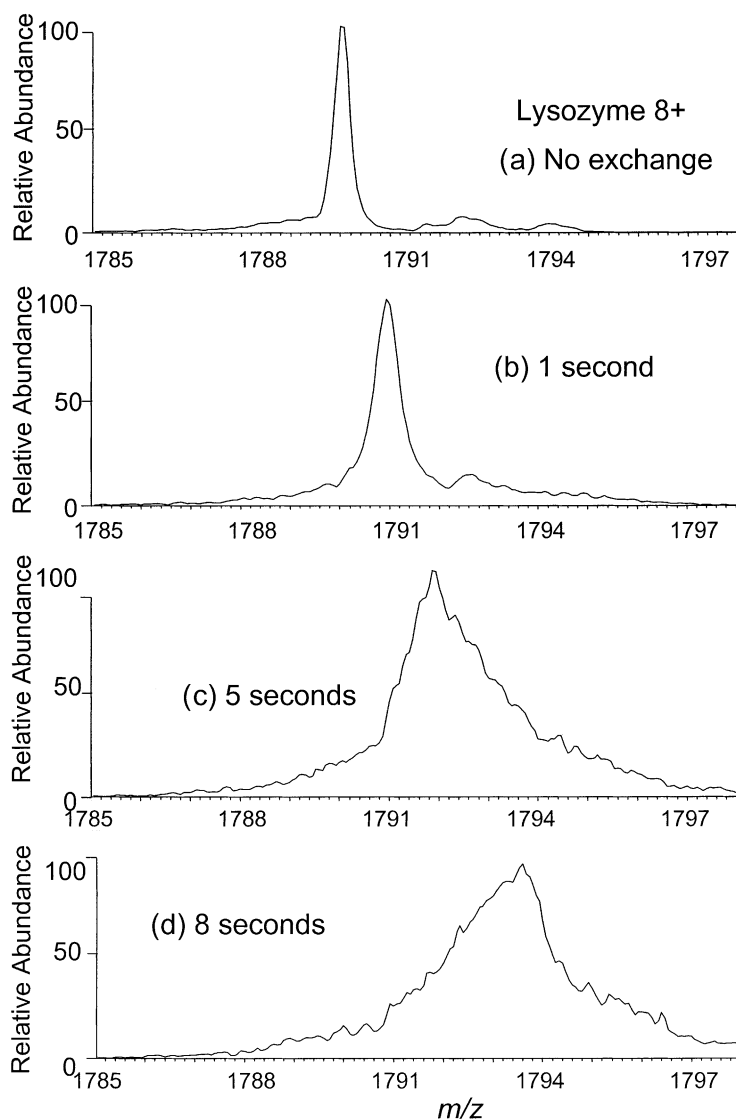 Relative Abundance
100
50
0
Lysozyme 8+
(a) No exchange
1785 1788 1791 1794 1797
Relative Abundance
100
50
0
(b) 1 second
1785 1788 1791 1794 1797
Relative Abundance
100
50
0
(c) 5 seconds
1785 1788 1791 1794 1797
Relative Abundance
100
50
0
(d) 8 seconds
1785 1788 1791 1794 1797
m/z